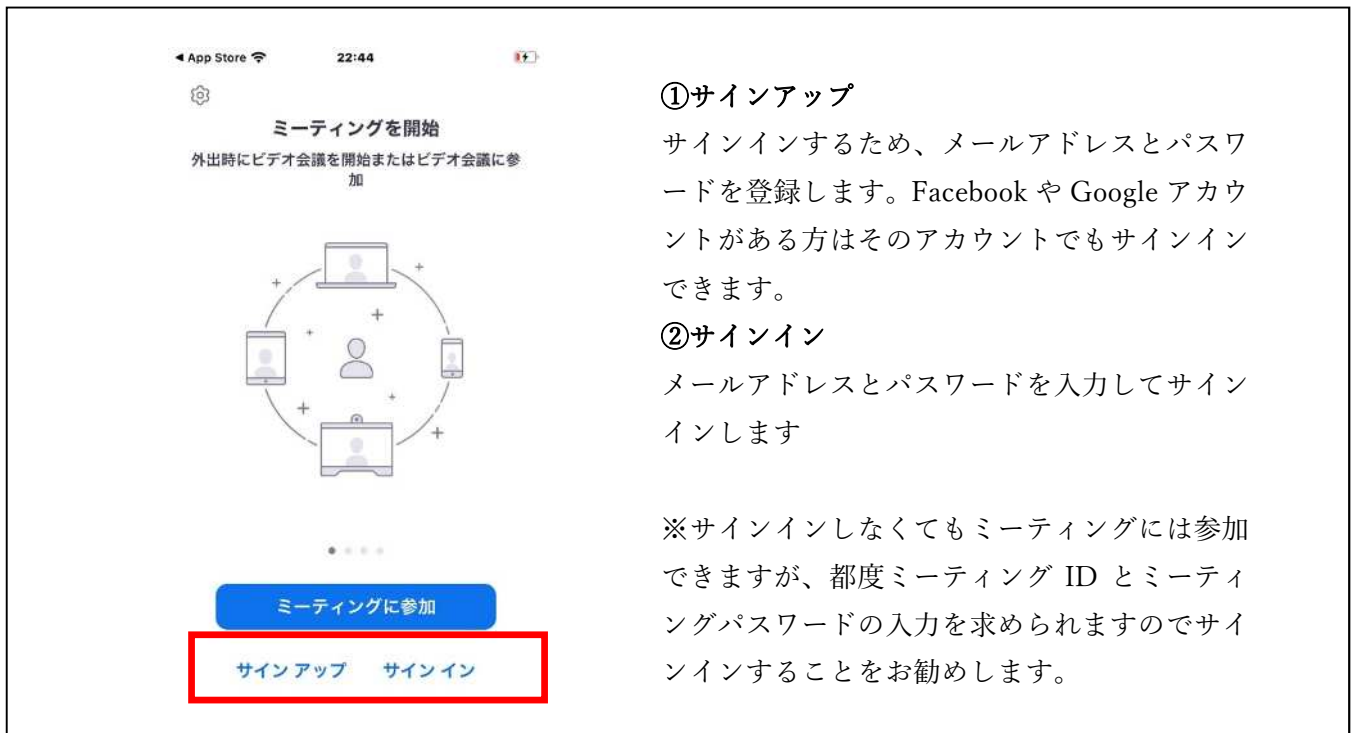 App Store
22:44
ミーティングを開始
外出時にビデオ会議を開始またはビデオ会議に参
加
ミーティングに参加
サイン アップ サイン イン
①サインアップ
サインインするため、メールアドレスとパスワ
ードを登録します。Facebook や Google アカウ
ントがある方はそのアカウントでもサインイン
できます。
②サインイン
メールアドレスとパスワードを入力してサイン
インします
※サインインしなくてもミーティングには参加
できますが、都度ミーティング ID とミーティ
ングパスワードの入力を求められますのでサイ
ンインすることをお勧めします。